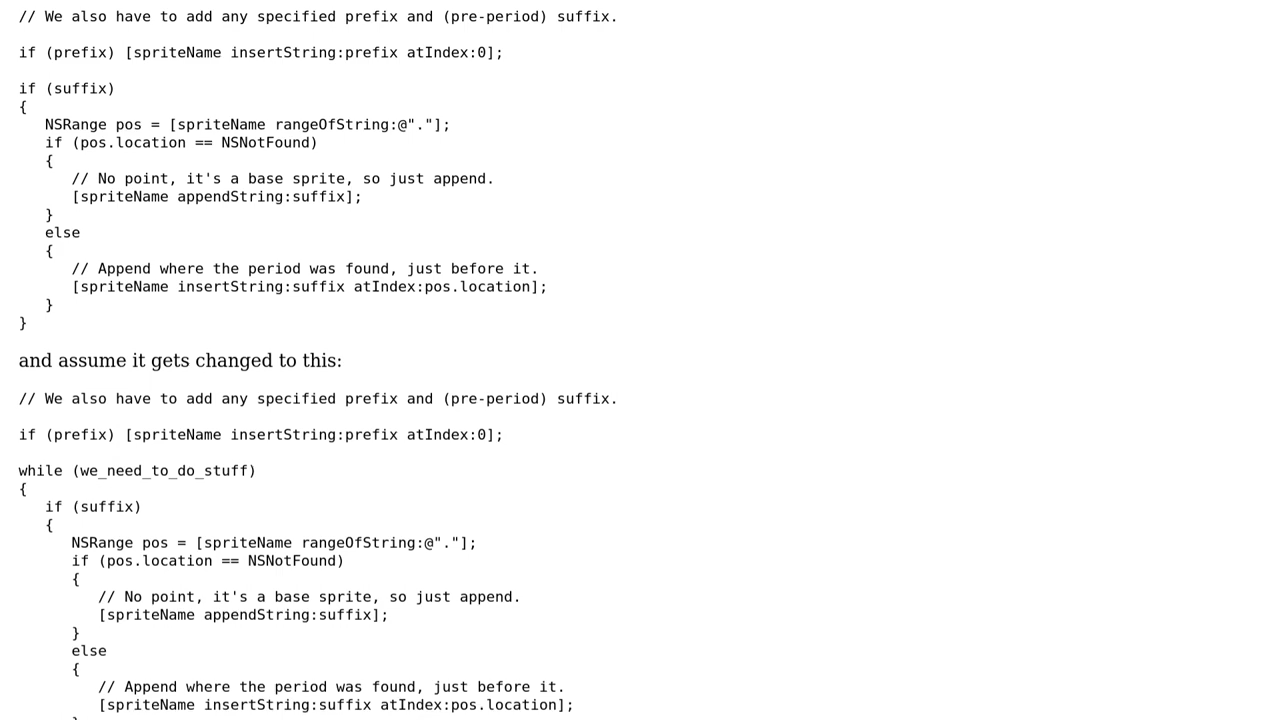 // We also have to add any specified prefix and (pre-period) suffix.
if (prefix) [spriteName insertString:prefix atIndex:0];
if (suffix)
{
   NSRange pos = [spriteName rangeOfString:@"."];
   if (pos.location == NSNotFound)
   {
      // No point, it's a base sprite, so just append.
      [spriteName appendString:suffix];
   }
   else
   {
      // Append where the period was found, just before it.
      [spriteName insertString:suffix atIndex:pos.location];
   }
}
and assume it gets changed to this:
// We also have to add any specified prefix and (pre-period) suffix.
if (prefix) [spriteName insertString:prefix atIndex:0];
while (we_need_to_do_stuff)
{
   if (suffix)
   {
      NSRange pos = [spriteName rangeOfString:@"."];
      if (pos.location == NSNotFound)
      {
         // No point, it's a base sprite, so just append.
         [spriteName appendString:suffix];
      }
      else
      {
         // Append where the period was found, just before it.
         [spriteName insertString:suffix atIndex:pos.location];
      }